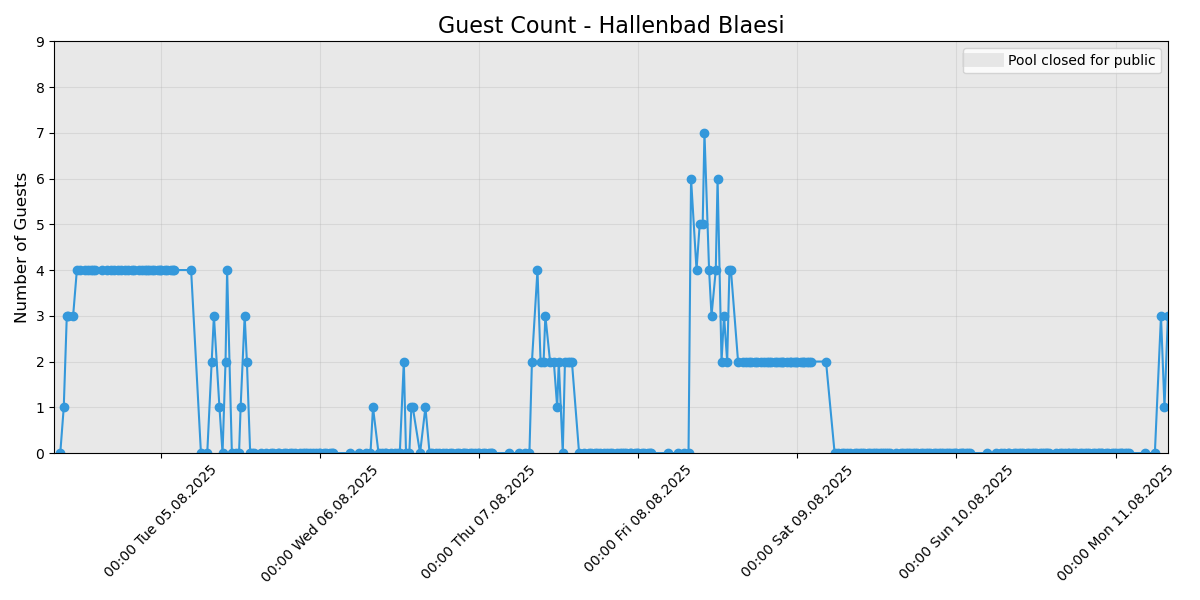 Guest Count - Hallenbad Blaesi
Pool closed for public
Number of Guests
9
8
7
6
5
4
3
2
1
0
00:00 Tue 05.08.2025
00:00 Wed 06.08.2025
00:00 Thu 07.08.2025
00:00 Fri 08.08.2025
00:00 Sat 09.08.2025
00:00 Sun 10.08.2025
00:00 Mon 11.08.2025